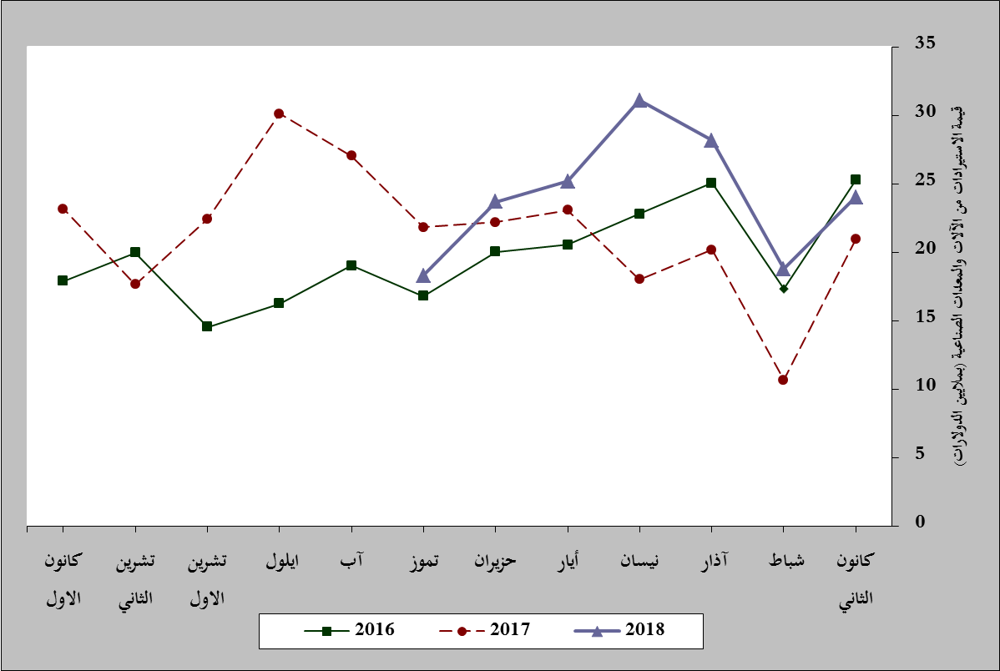 قيمة الاستيرادات من الآلات والمعدات الصناعية (بملايين الدولارات)
35
30
25
20
15
10
5
0
كانون الثاني
شباط
آذار
نيسان
أيار
حزيران
تموز
آب
ايلول
تشرين الاول
تشرين الثاني
كانون الاول
2016
2017
2018